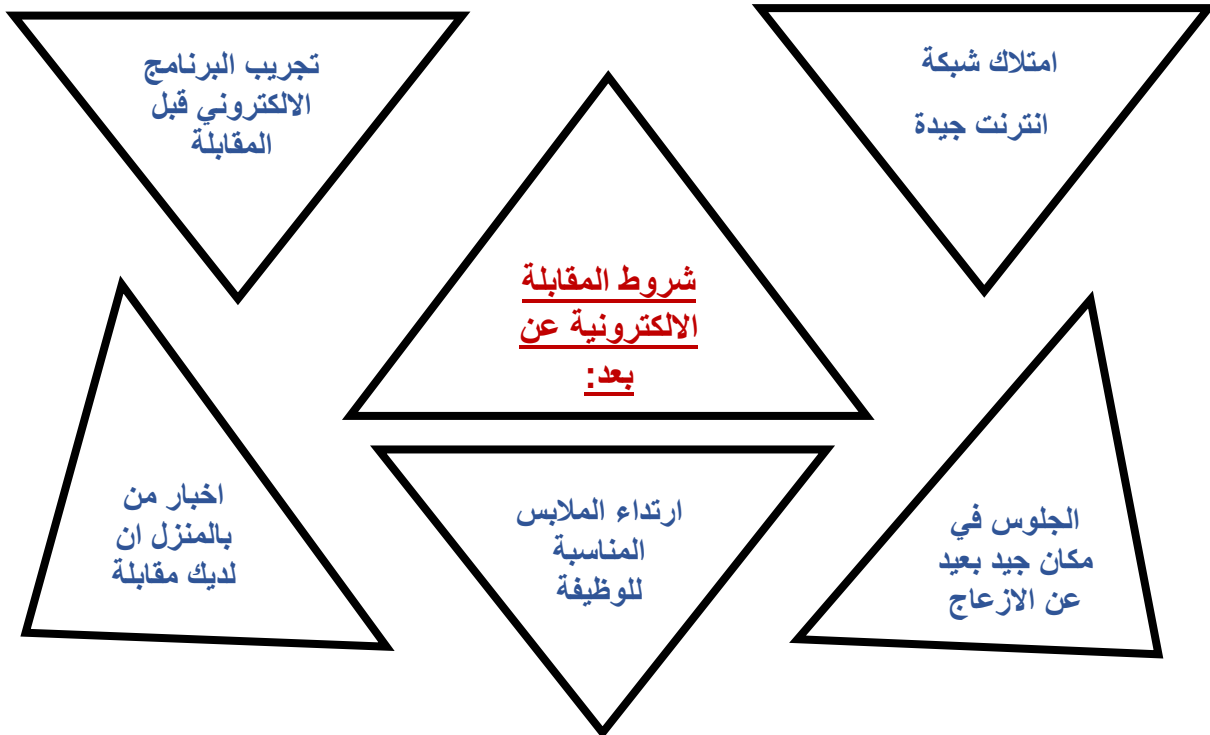 امتلاك شبكة
انترنت جيدة
تجريب البرنامج
الالكتروني قبل
المقابلة
شروط المقابلة
الالكترونية عن
بعد:
الجلوس في
مكان جيد بعيد
عن الازعاج
ارتداء الملابس
المناسبة
للوظيفة
اخبار من
بالمنزل ان
لديك مقابلة